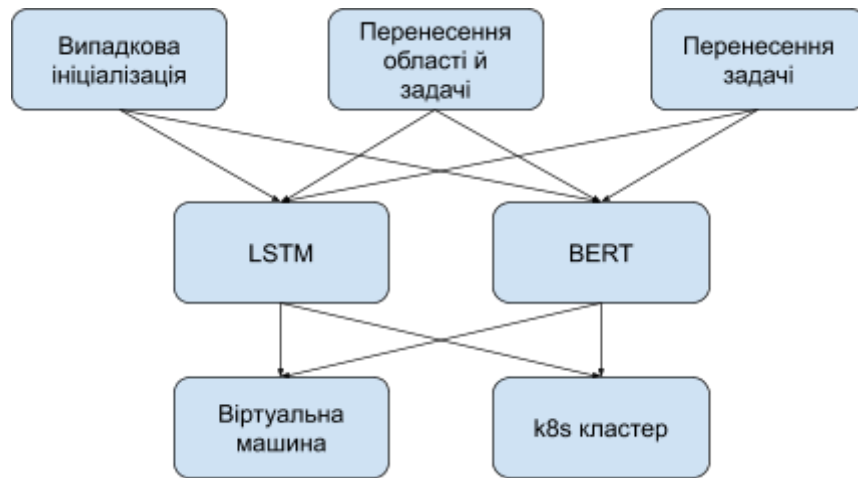 Випадкова
ініціалізація
Перенесення
області й
задачі
Перенесення
задачі
LSTM
BERT
Віртуальна
машина
k8s кластер